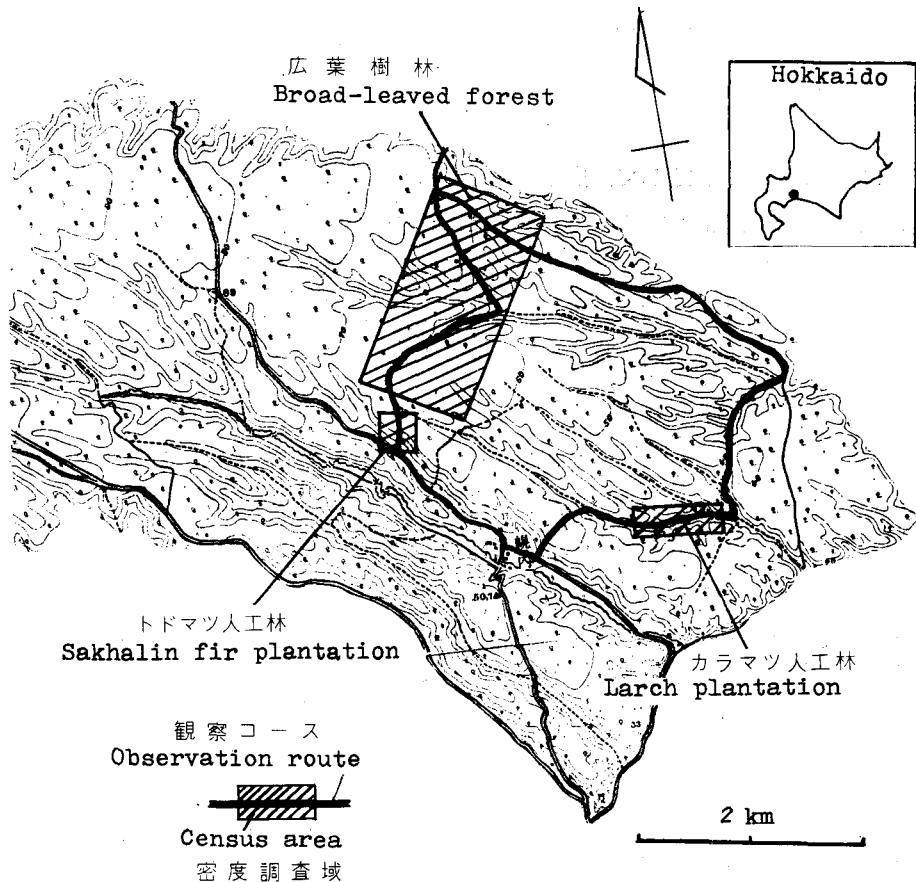 広葉樹林
Broad-leaved forest
Hokkaido
トドマツ人工林
Sakhalin fir plantation
カラマツ人工林
Larch plantation
観察コース
Observation route
Census area
密度調査域
2 km